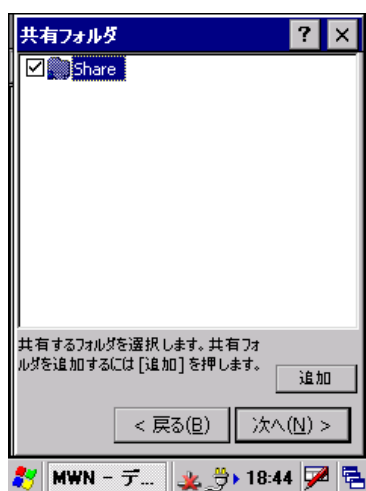 共有フォルダ
Share
共有するフォルダを選択します。共有フォ
ルダを追加するには [追加] を押します。
追加
< 戻る(B)
次へ(N) >
MWN - デ...
18:44